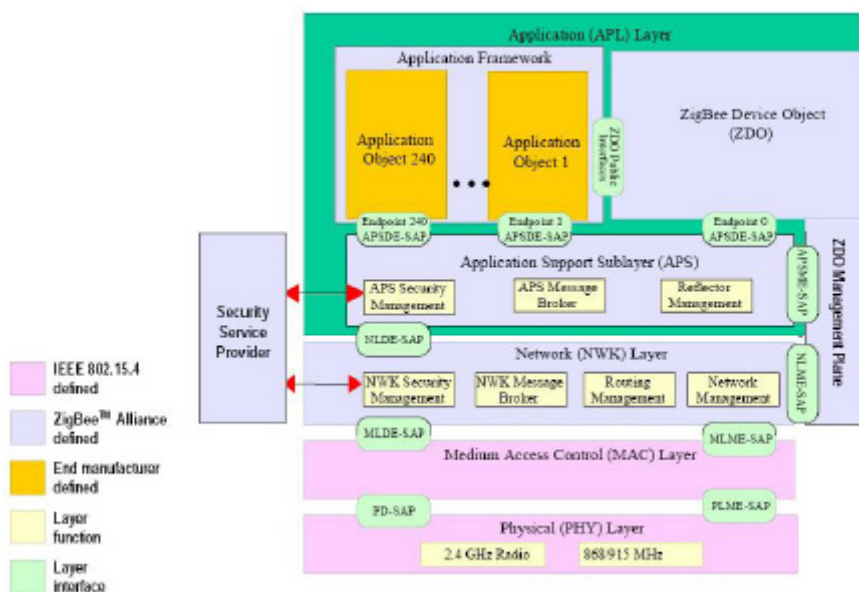 Application (APL) Layer
Application Framework
Application
Object 240
Application
Object 1
ZDO Public
Interfaces
ZigBee Device Object
(ZDO)
Endpoint 240
APSDE-SAP
Endpoint 1
APSDE-SAP
Endpoint 0
APSDE-SAP
Application Support Sublayer (APS)
APS Security
Management
APS Message
Broker
Reflector
Management
APSME-SAP
ZDO Management Plane
Security
Service
Provider
NLDE-SAP
Network (NWK) Layer
NWK Security
Management
NWK Message
Broker
Routing
Management
Network
Management
NLME-SAP
MLDE-SAP
MLME-SAP
Medium Access Control (MAC) Layer
PD-SAP
PLME-SAP
Physical (PHY) Layer
2.4 GHz Radio
868/915 MHz
IEEE 802.15.4
defined
ZigBee™ Alliance
defined
End manufacturer
defined
Layer
function
Layer
interface